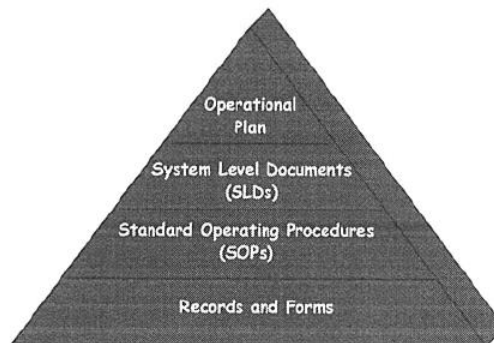 Operational
Plan
System Level Documents
(SLDs)
Standard Operating Procedures
(SOPs)
Records and Forms